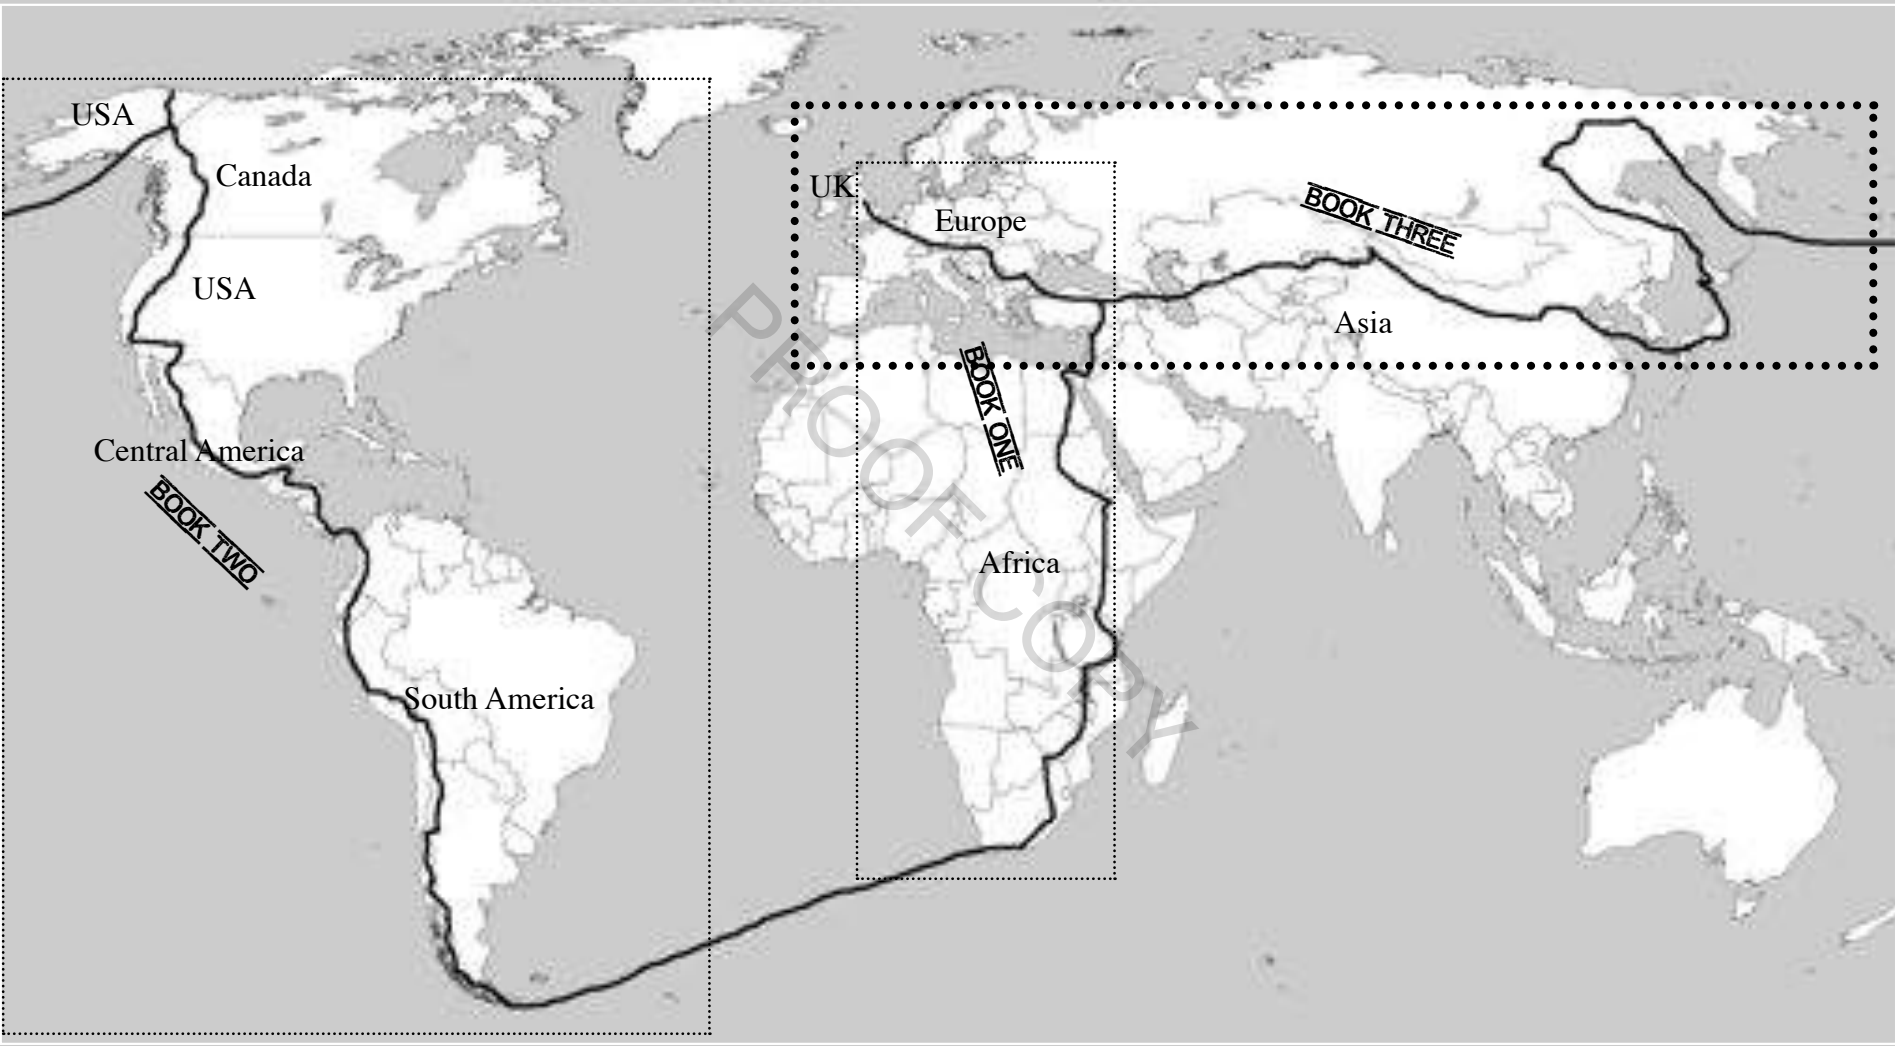 USA
Canada
USA
Central America
BOOK TWO
South America
UK
Europe
BOOK THREE
Asia
BOOK ONE
Africa
PROOF COPY